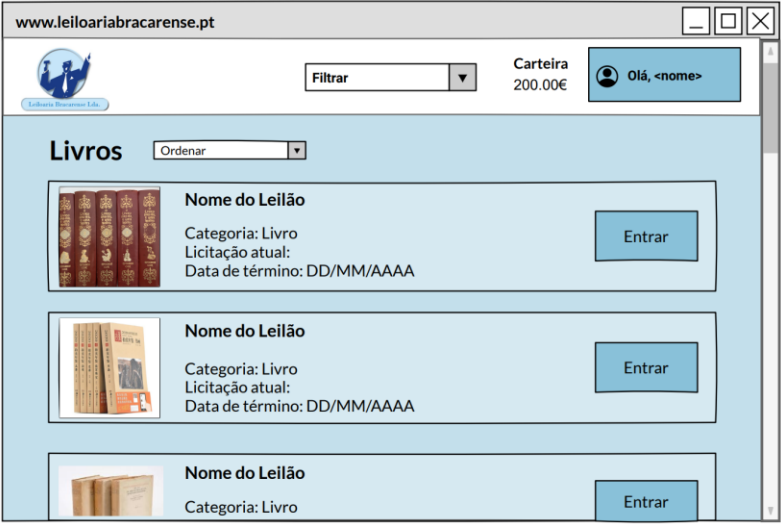 www.leiloariabracarense.pt
Leiloaria Bracarense Lda.
Filtrar
Carteira
200.00€
Olá, <nome>
Livros
Ordenar
Nome do Leilão
Categoria: Livro
Licitação atual:
Data de término: DD/MM/AAAA
Entrar
Nome do Leilão
Categoria: Livro
Licitação atual:
Data de término: DD/MM/AAAA
Entrar
Nome do Leilão
Categoria: Livro
Entrar